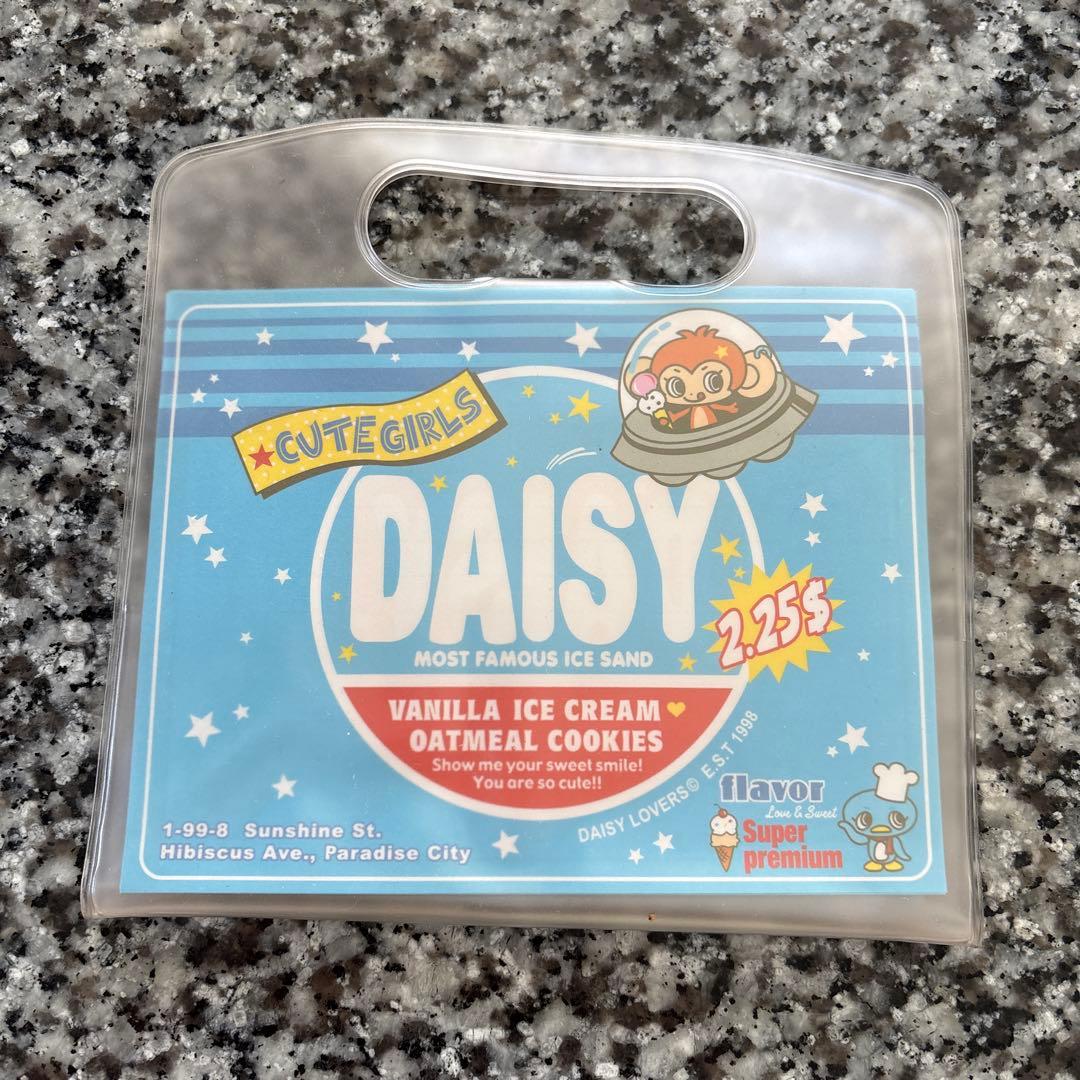 ★CUTE GIRLS
DAISY
MOST FAMOUS ICE SAND
2.25$
VANILLA ICE CREAM
OATMEAL COOKIES
Show me your sweet smile!
You are so cute!!
DAISY LOVERS© E.S.T 1998
1-99-8 Sunshine St.
Hibiscus Ave., Paradise City
flavor
Love & Sweet
Super
premium